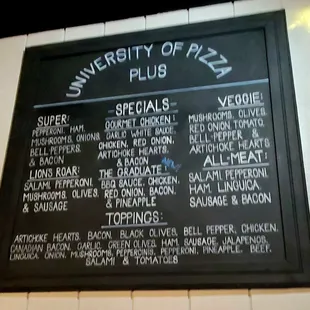 UNIVERSITY OF PIZZA
PLUS
SUPER:
PEPPERONI, HAM,
MUSHROOMS, ONIONS,
BELL PEPPERS,
& BACON
LION'S ROAR:
SALAMI, PEPPERONI,
MUSHROOMS, OLIVES,
& SAUSAGE
SPECIALS
GOURMET CHICKEN:
GARLIC WHITE SAUCE,
CHICKEN, RED ONION,
ARTICHOKE HEARTS
& BACON
THE GRADUATE:
BBQ SAUCE, CHICKEN,
RED ONION, BACON,
& PINEAPPLE
VEGGIE:
MUSHROOMS, OLIVES,
RED ONION, TOMATO,
BELL-PEPPER &
ARTICHOKE HEARTS
ALL-MEAT:
SALAMI, PEPPERONI,
HAM, LINGUICA,
SAUSAGE & BACON
TOPPINGS:
ARTICHOKE HEARTS, BACON, BLACK OLIVES, BELL PEPPER, CHICKEN,
CANADIAN BACON, GARLIC, GREEN OLIVES, HAM, SAUSAGE, JALAPENOS,
LINGUICA, ONION, MUSHROOMS, PEPPERCINIS, PEPPERONI, PINEAPPLE, BEEF,
SALAMI & TOMATOES